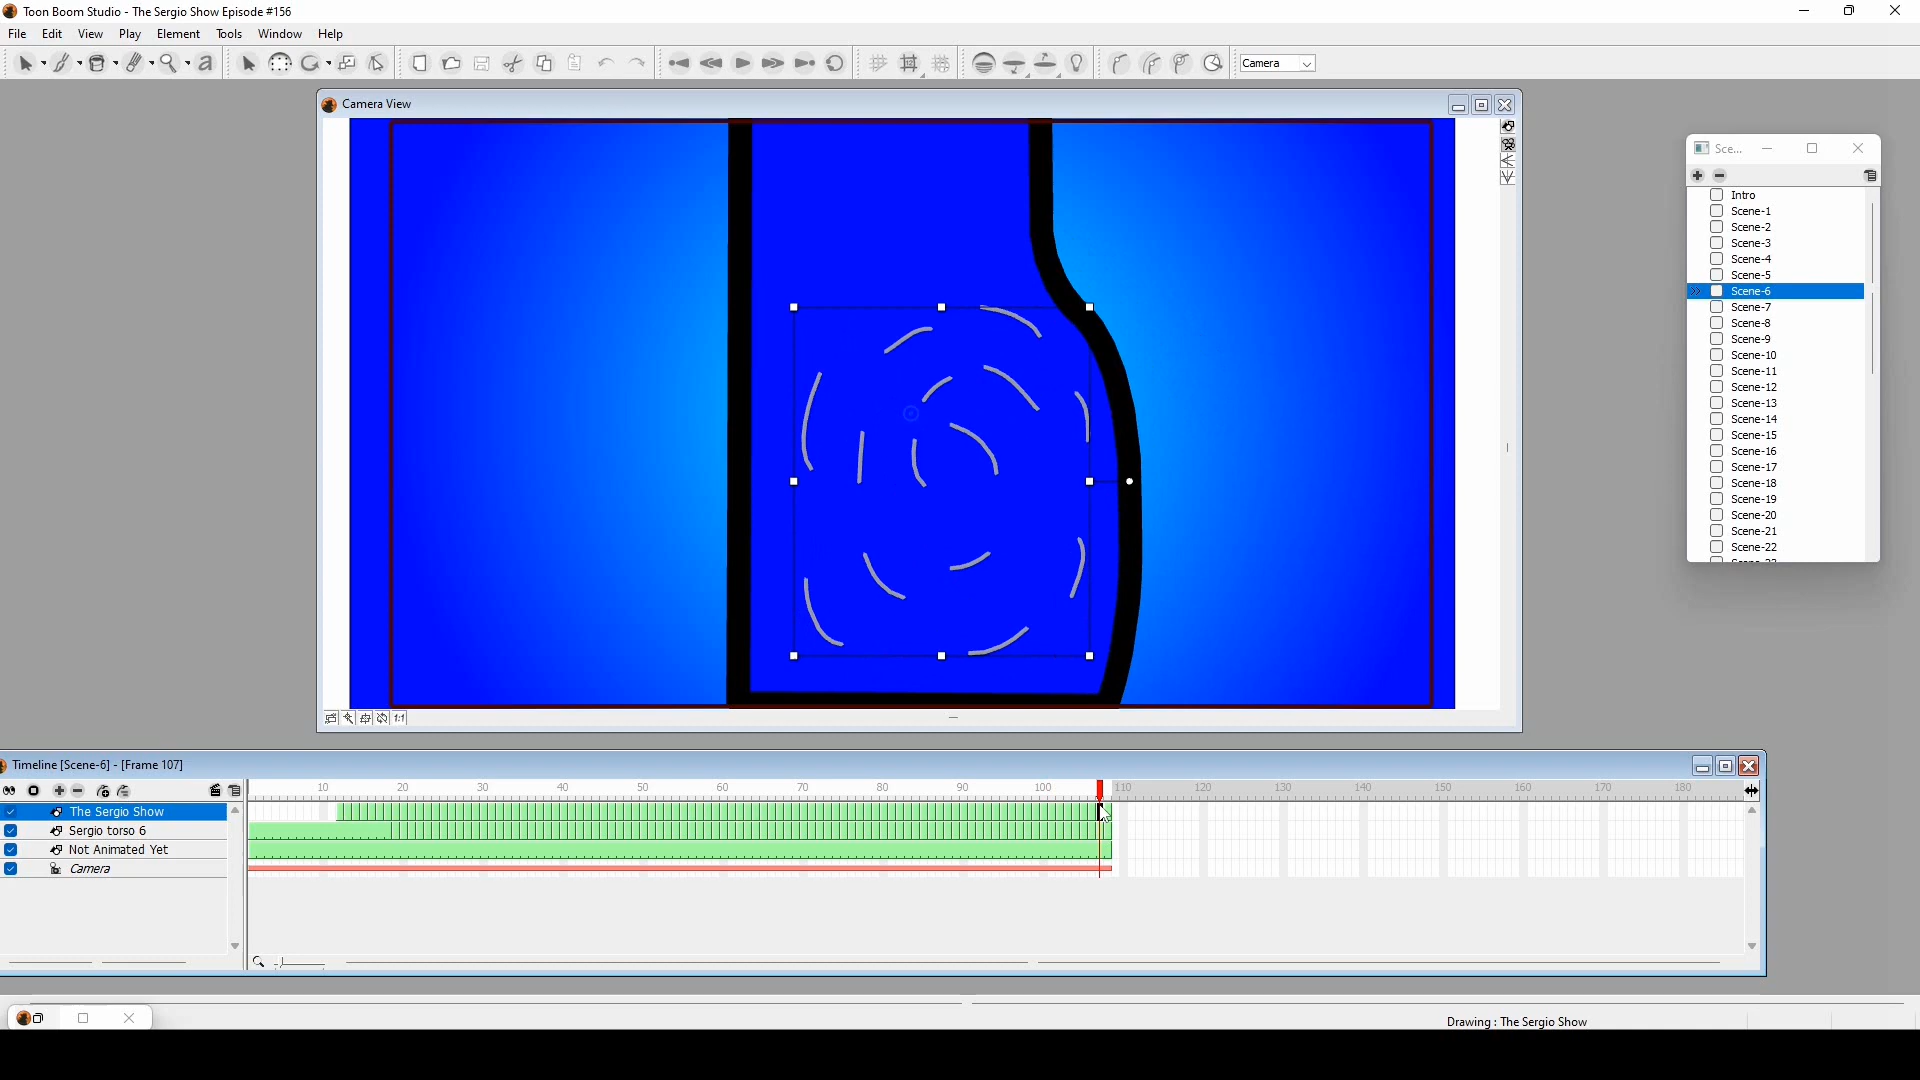 Toon Boom Studio - The Sergio Show Episode #156
File Edit View Play Element Tools Window Help
Camera
Camera View
1:1
Sce...
Intro
Scene-1
Scene-2
Scene-3
Scene-4
Scene-5
Scene-6
Scene-7
Scene-8
Scene-9
Scene-10
Scene-11
Scene-12
Scene-13
Scene-14
Scene-15
Scene-16
Scene-17
Scene-18
Scene-19
Scene-20
Scene-21
Scene-22
Timeline [Scene-6] - [Frame 107]
10 20 30 40 50 60 70 80 90 100 110 120 130 140 150 160 170 180
The Sergio Show
Sergio torso 6
Not Animated Yet
Camera
Drawing : The Sergio Show